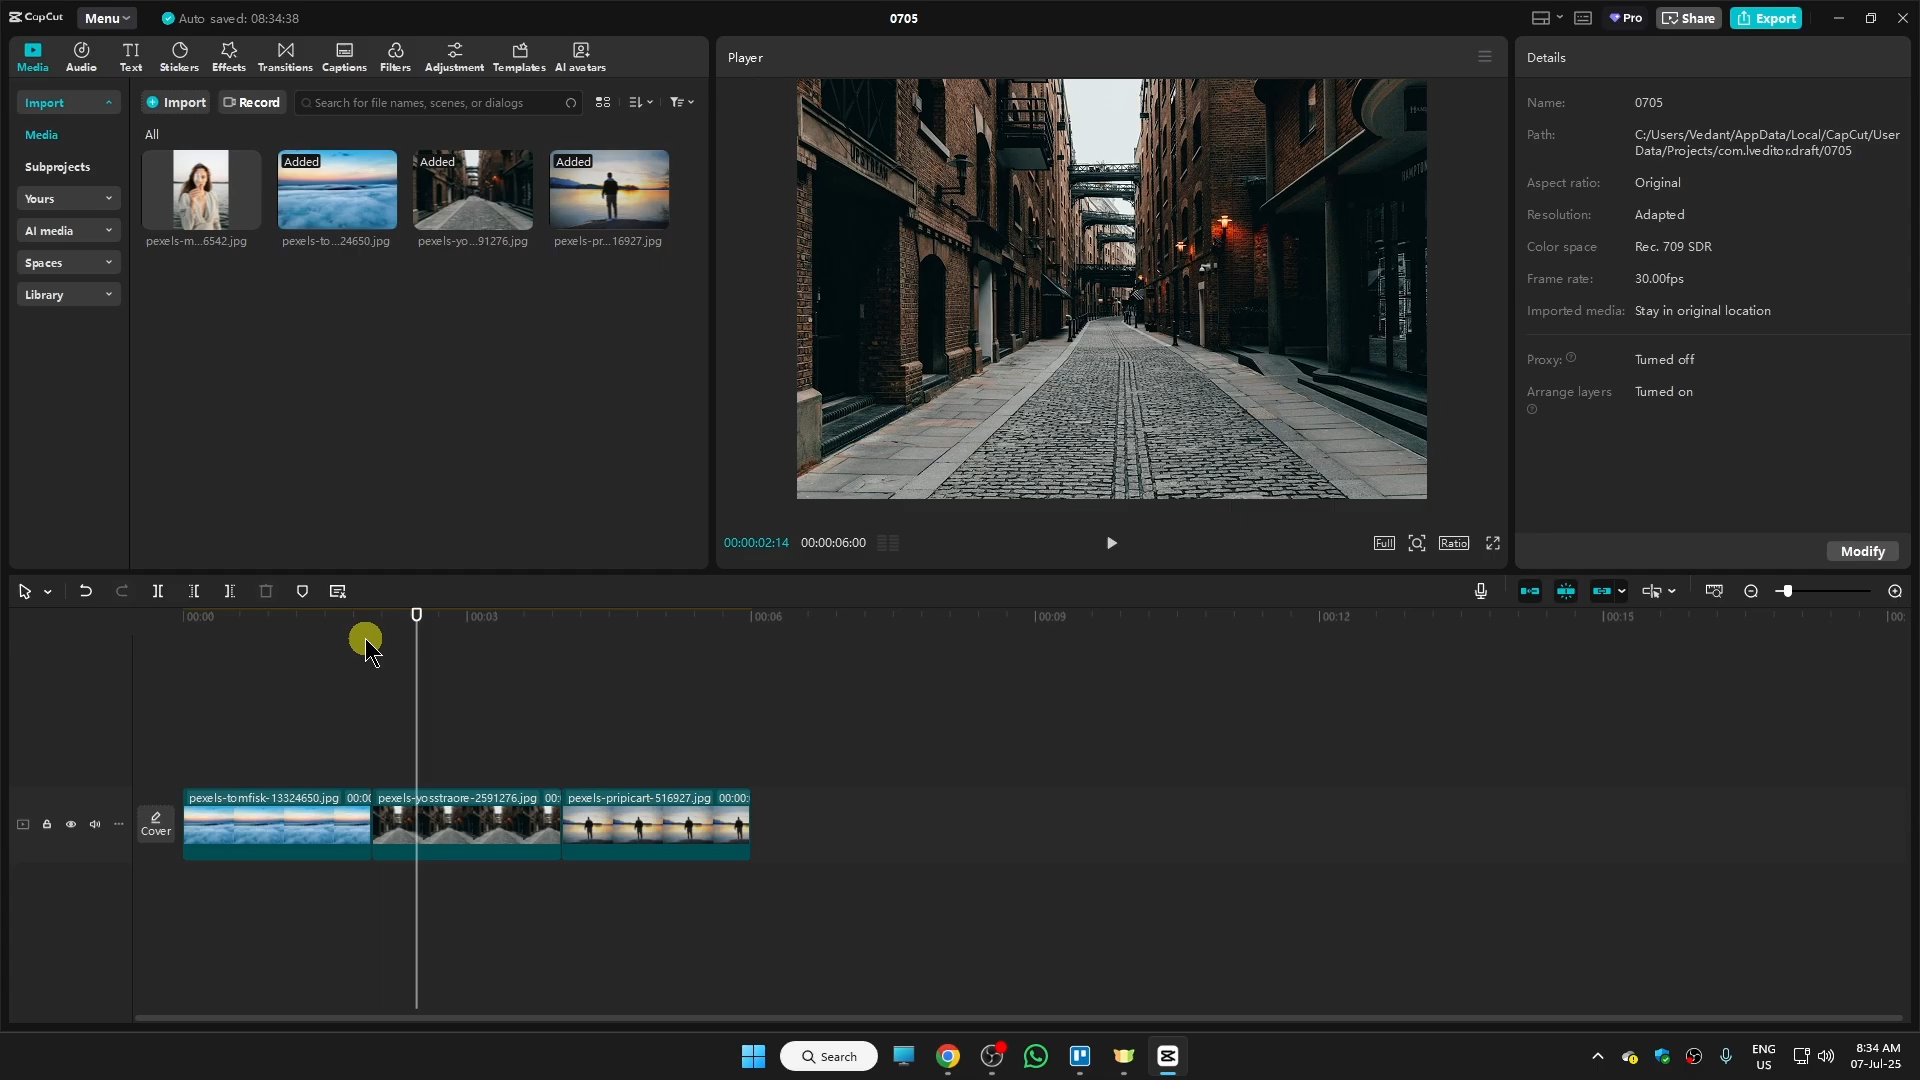 CapCut
Menu
Auto saved: 08:34:38
0705
Pro
Share
Export
Media
Audio
Text
Stickers
Effects
Transitions
Captions
Filters
Adjustment
Templates
AI avatars
Import
Media
Subprojects
Yours
AI media
Spaces
Library
Import
Record
Search for file names, scenes, or dialogs
All
Added
Added
Added
pexels-m...6542.jpg
pexels-to...24650.jpg
pexels-yo...91276.jpg
pexels-pr...16927.jpg
Player
00:00:02:14
00:00:06:00
Full
Ratio
Details
Name:
0705
Path:
C:/Users/Vedant/AppData/Local/CapCut/User
Data/Projects/com.lveditor.draft/0705
Aspect ratio:
Original
Resolution:
Adapted
Color space
Rec. 709 SDR
Frame rate:
30.00fps
Imported media:
Stay in original location
Proxy:
Turned off
Arrange layers
Turned on
Modify
00:00
00:03
00:06
00:09
00:12
00:15
00:
Cover
pexels-tomfisk-13324650.jpg 00:00
pexels-yosstraore-2591276.jpg 00:
pexels-pripicart-516927.jpg 00:00:
Search
ENG
US
8:34 AM
07-Jul-25